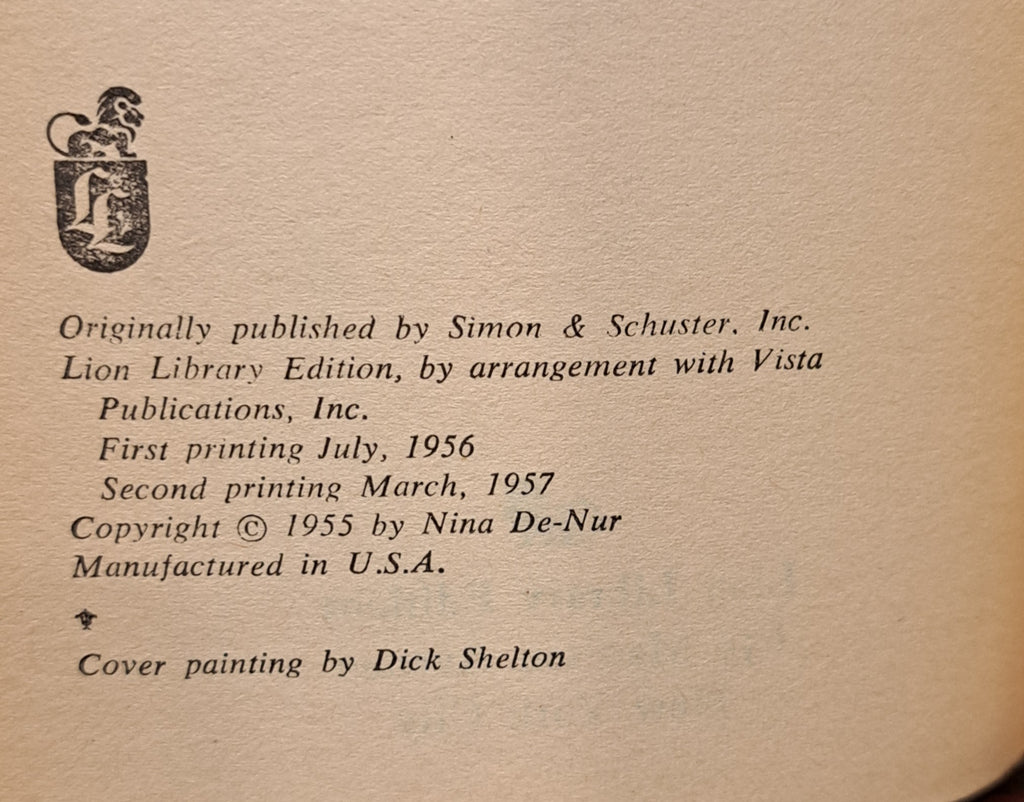 LL
Originally published by Simon & Schuster. Inc.
Lion Library Edition, by arrangement with Vista
Publications, Inc.
First printing July, 1956
Second printing March, 1957
Copyright © 1955 by Nina De-Nur
Manufactured in U.S.A.
Cover painting by Dick Shelton